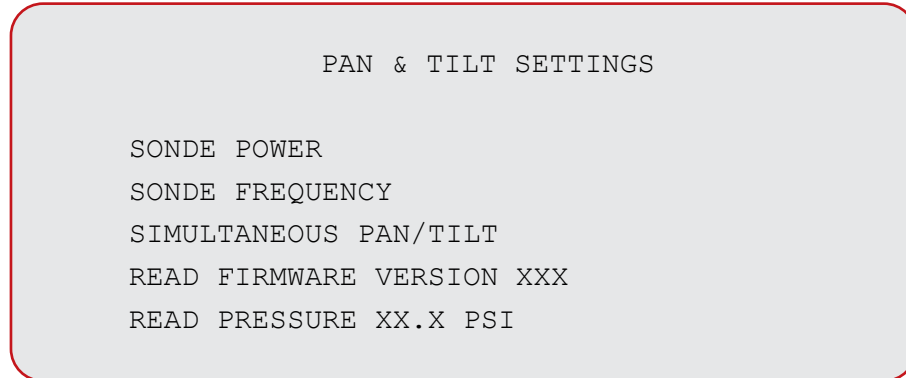 PAN & TILT SETTINGS
SONDE POWER
SONDE FREQUENCY
SIMULTANEOUS PAN/TILT
READ FIRMWARE VERSION XXX
READ PRESSURE XX.X PSI